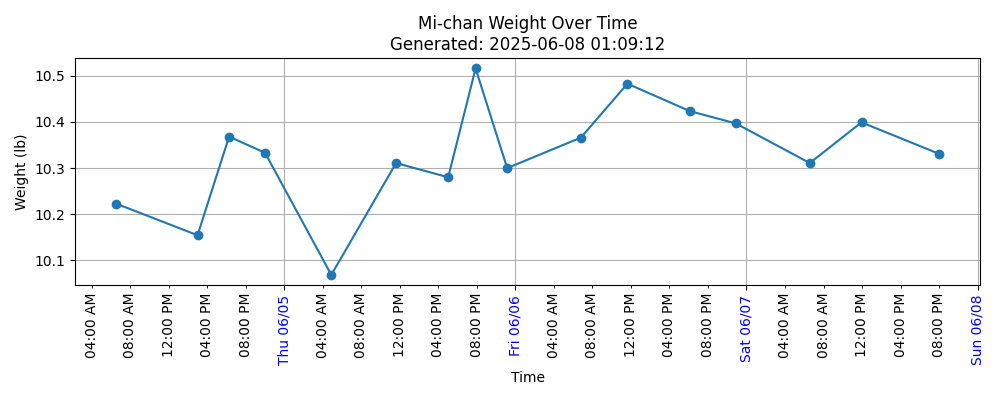 Mi-chan Weight Over Time
Generated: 2025-06-08 01:09:12
Weight (lb)
10.5
10.4
10.3
10.2
10.1
04:00 AM
08:00 AM
12:00 PM
04:00 PM
08:00 PM
Thu 06/05
04:00 AM
08:00 AM
12:00 PM
04:00 PM
08:00 PM
Fri 06/06
04:00 AM
08:00 AM
12:00 PM
04:00 PM
08:00 PM
Sat 06/07
04:00 AM
08:00 AM
12:00 PM
04:00 PM
08:00 PM
Sun 06/08
Time